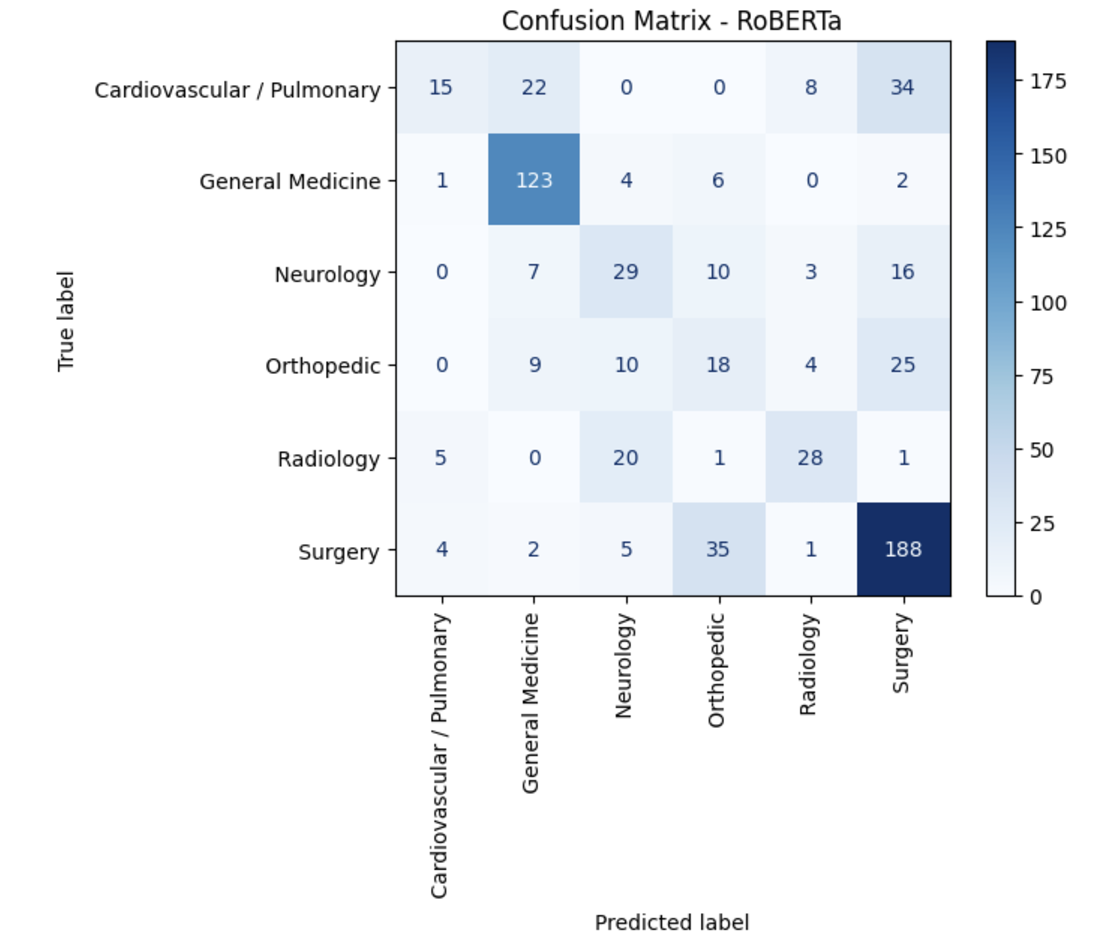 Confusion Matrix - RoBERTa
Cardiovascular / Pulmonary 15 22 0 0 8 34
General Medicine 1 123 4 6 0 2
Neurology 0 7 29 10 3 16
Orthopedic 0 9 10 18 4 25
Radiology 5 0 20 1 28 1
Surgery 4 2 5 35 1 188
True label
Cardiovascular / Pulmonary
General Medicine
Neurology
Orthopedic
Radiology
Surgery
Predicted label
175
150
125
100
75
50
25
0